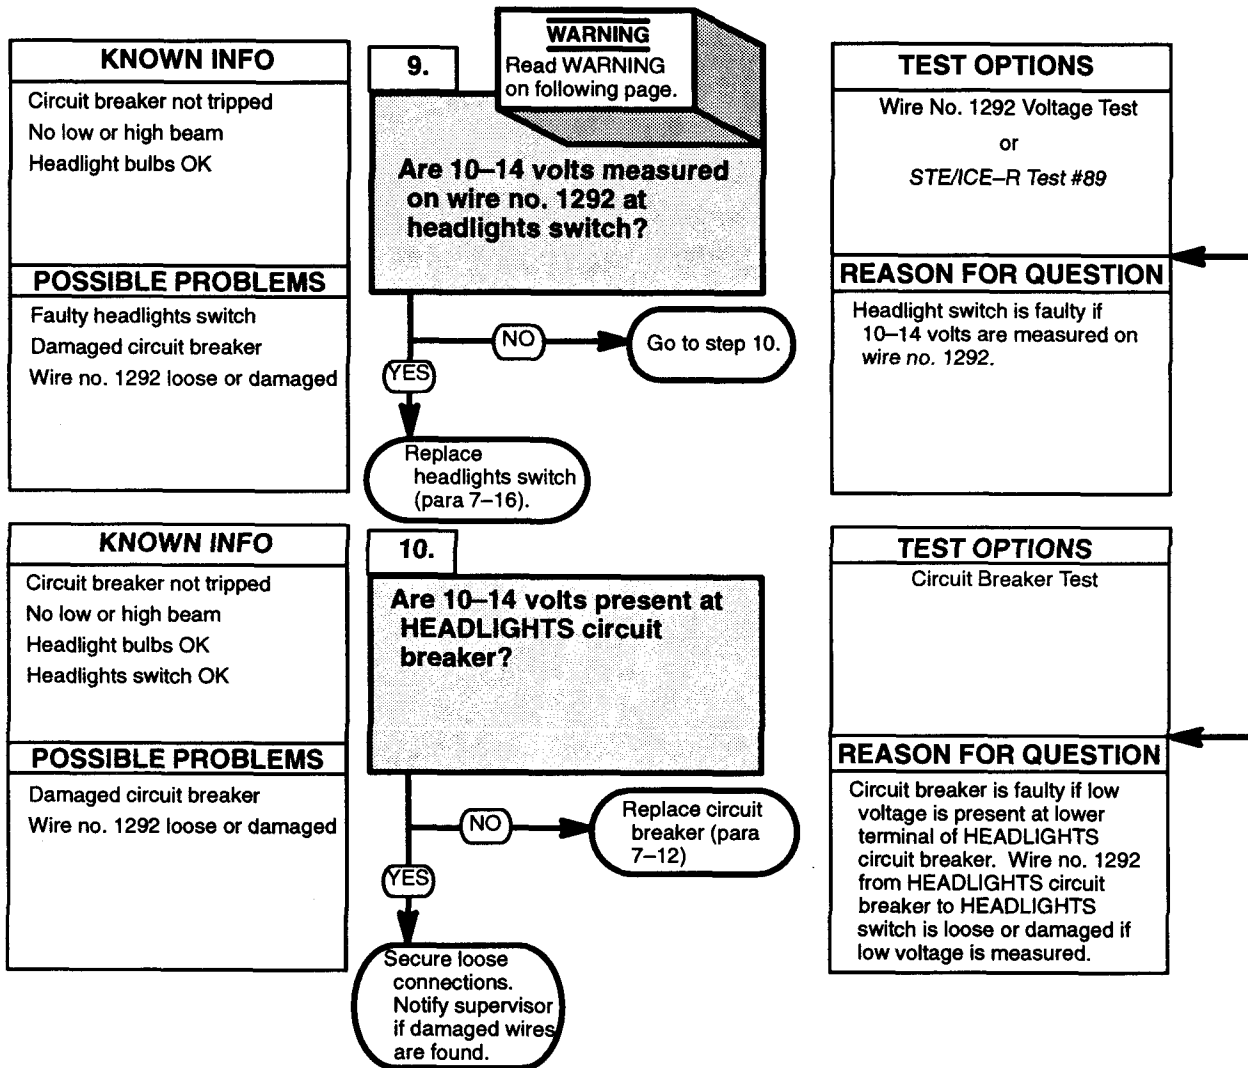 KNOWN INFO
Circuit breaker not tripped
No low or high beam
Headlight bulbs OK
POSSIBLE PROBLEMS
Faulty headlights switch
Damaged circuit breaker
Wire no. 1292 loose or damaged
9.
WARNING
Read WARNING
on following page.
Are 10–14 volts measured
on wire no. 1292 at
headlights switch?
NO
Go to step 10.
YES
Replace
headlights switch
(para 7–16).
TEST OPTIONS
Wire No. 1292 Voltage Test
or
STE/ICE–R Test #89
REASON FOR QUESTION
Headlight switch is faulty if
10–14 volts are measured on
wire no. 1292.
KNOWN INFO
Circuit breaker not tripped
No low or high beam
Headlight bulbs OK
Headlights switch OK
POSSIBLE PROBLEMS
Damaged circuit breaker
Wire no. 1292 loose or damaged
10.
Are 10–14 volts present at
HEADLIGHTS circuit
breaker?
NO
Replace circuit
breaker (para
7–12)
YES
Secure loose
connections.
Notify supervisor
if damaged wires
are found.
TEST OPTIONS
Circuit Breaker Test
REASON FOR QUESTION
Circuit breaker is faulty if low
voltage is present at lower
terminal of HEADLIGHTS
circuit breaker. Wire no. 1292
from HEADLIGHTS circuit
breaker to HEADLIGHTS
switch is loose or damaged if
low voltage is measured.